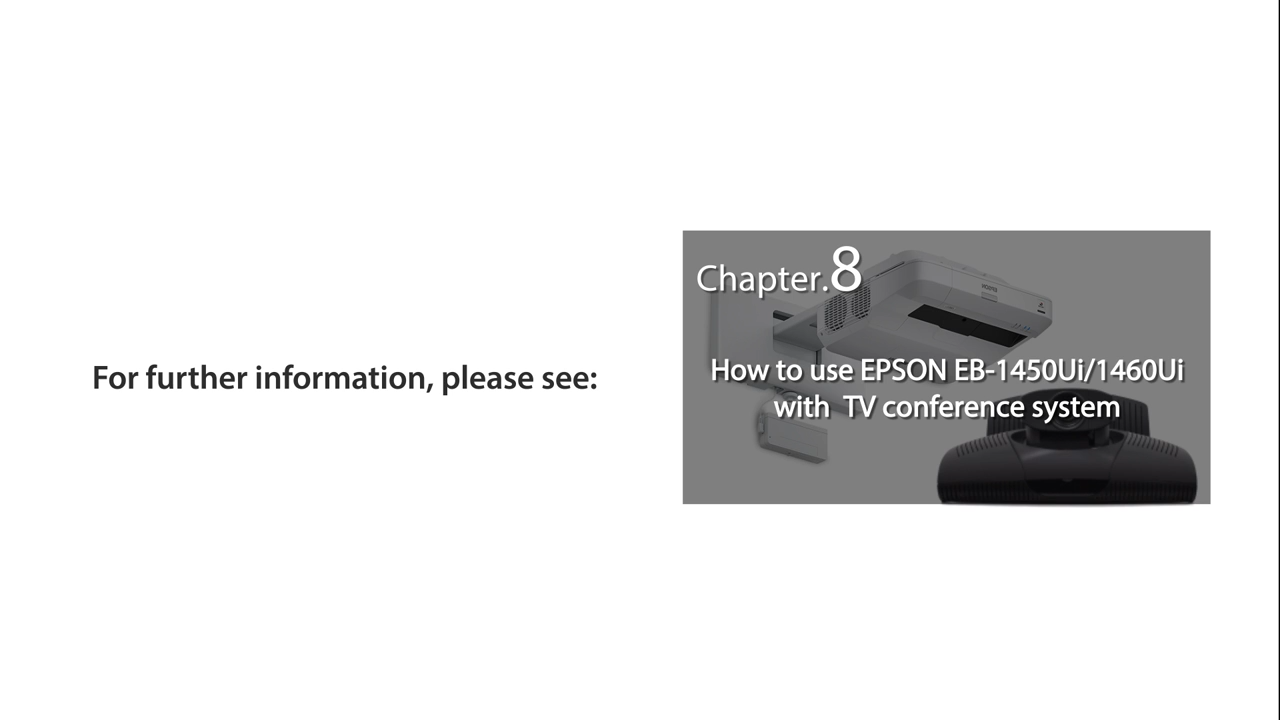 For further information, please see:
Chapter.8
How to use EPSON EB-1450Ui/1460Ui
with TV conference system